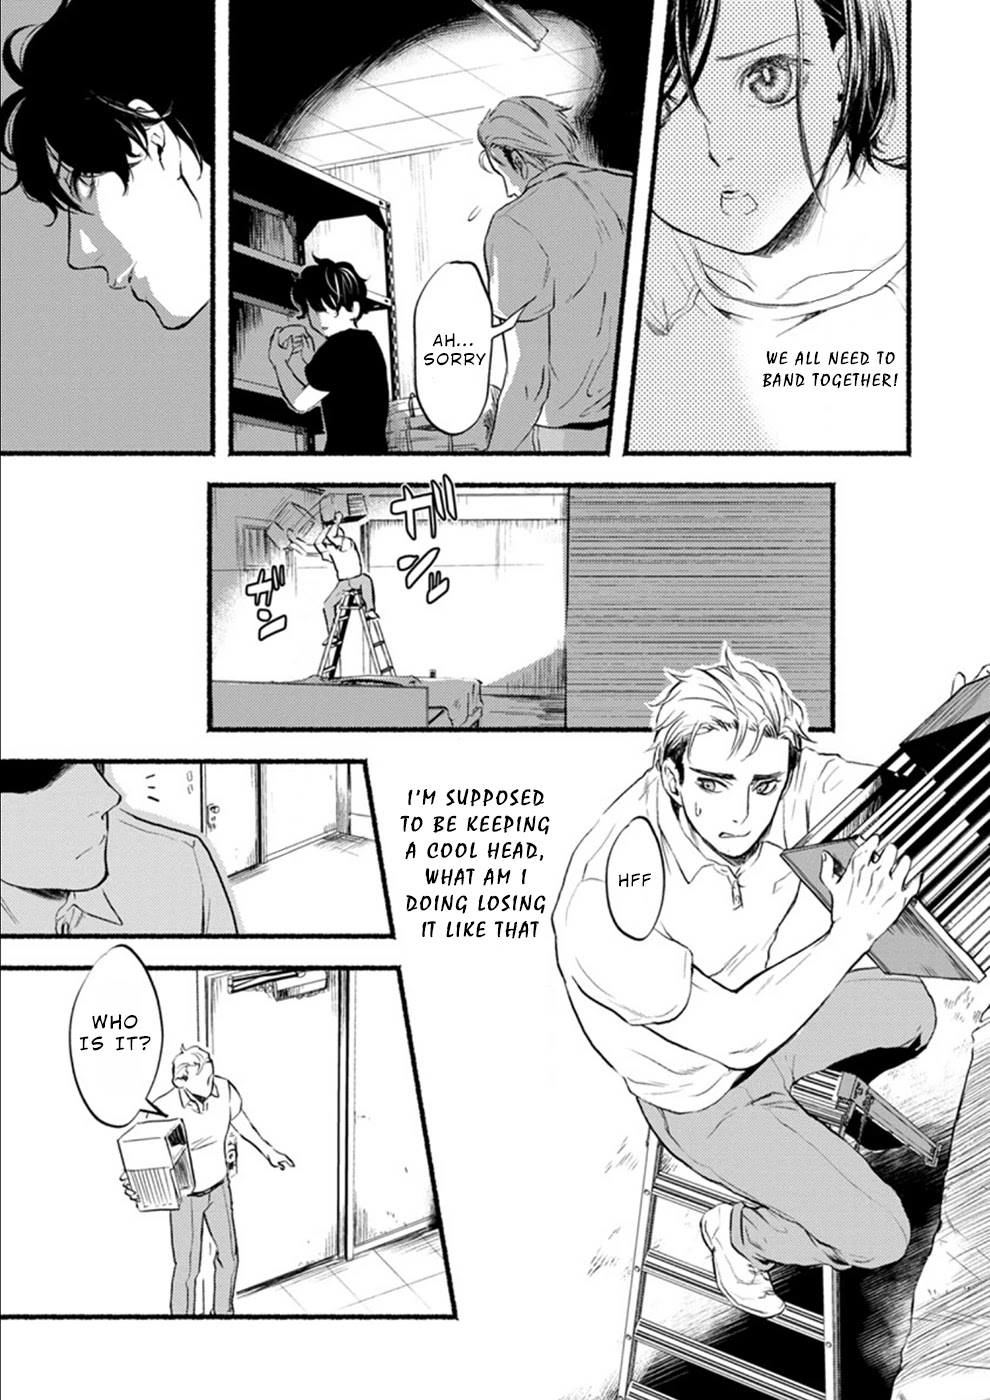 WE ALL NEED TO
BAND TOGETHER!
AH...
SORRY
ガ
ン
ガン
HFF
I'M SUPPOSED
TO BE KEEPING
A COOL HEAD,
WHAT AM I
DOING LOSING
IT LIKE THAT
WHO
IS IT?